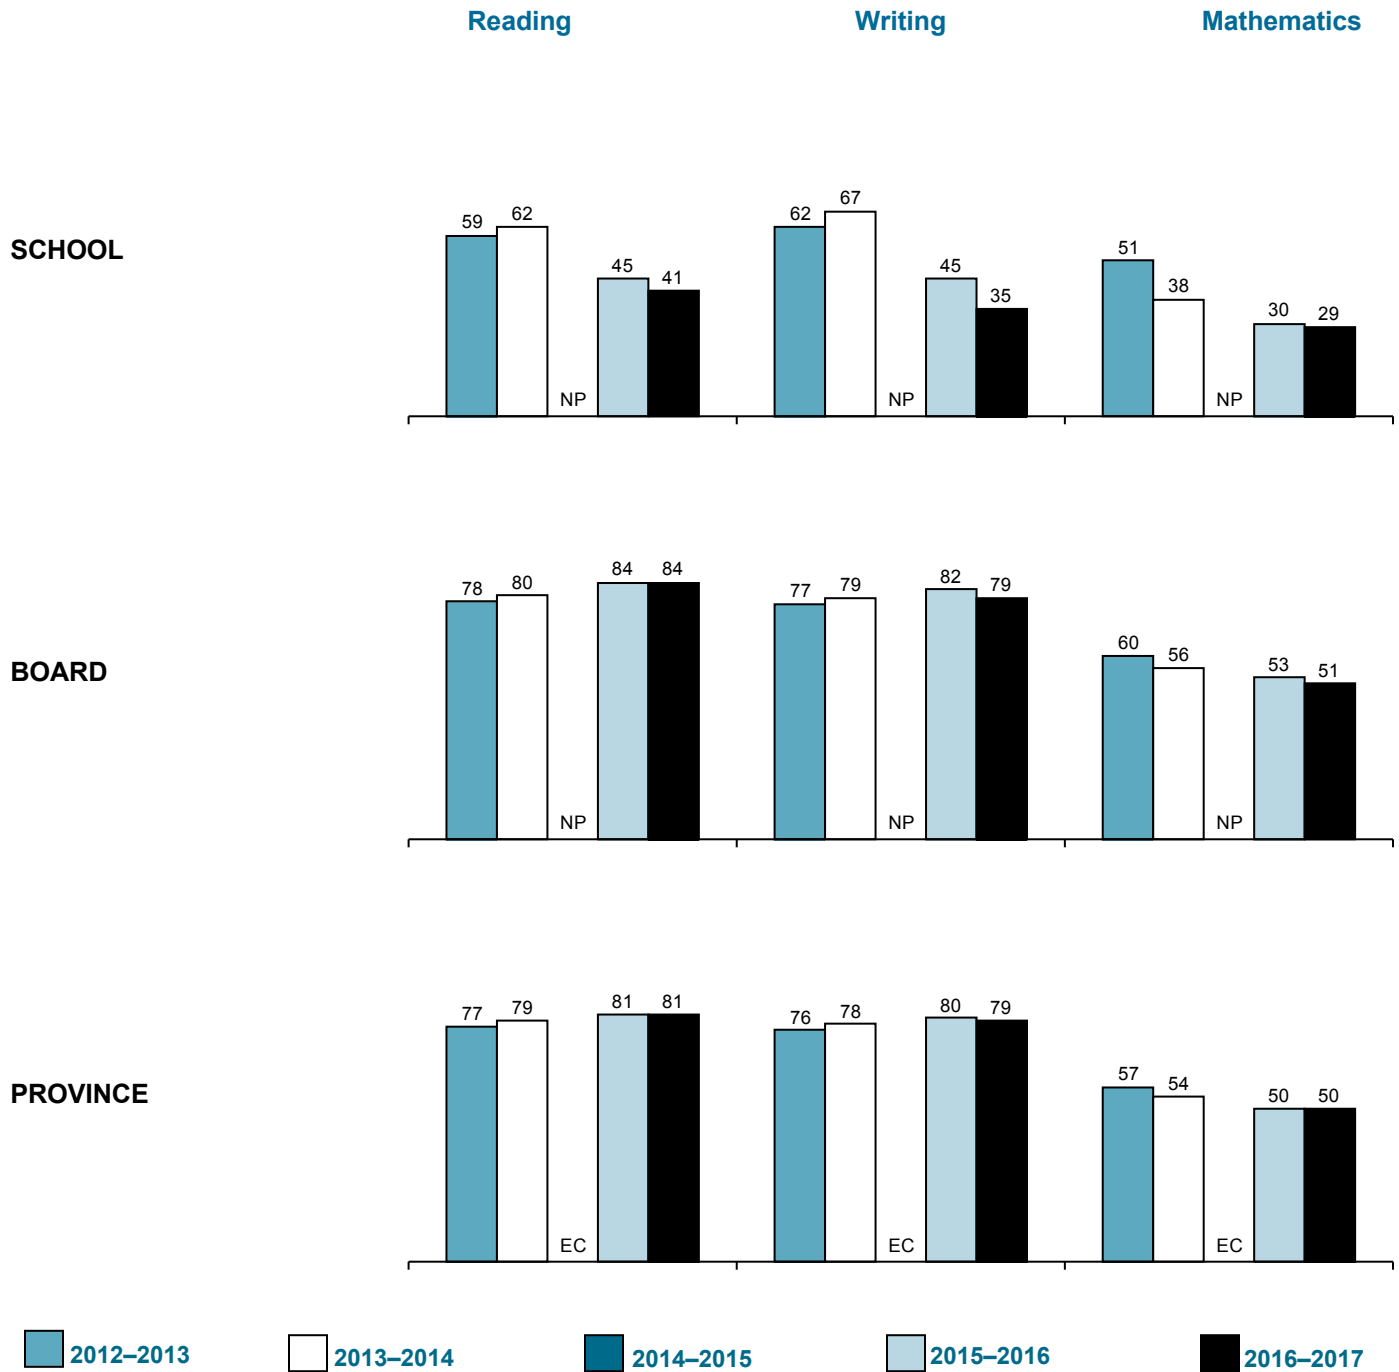 Reading Writing Mathematics
SCHOOL
59 62 NP 45 41 62 67 NP 45 35 51 38 NP 30 29
BOARD
78 80 NP 84 84 77 79 NP 82 79 60 56 NP 53 51
PROVINCE
77 79 EC 81 81 76 78 EC 80 79 57 54 EC 50 50
2012–2013 2013–2014 2014–2015 2015–2016 2016–2017